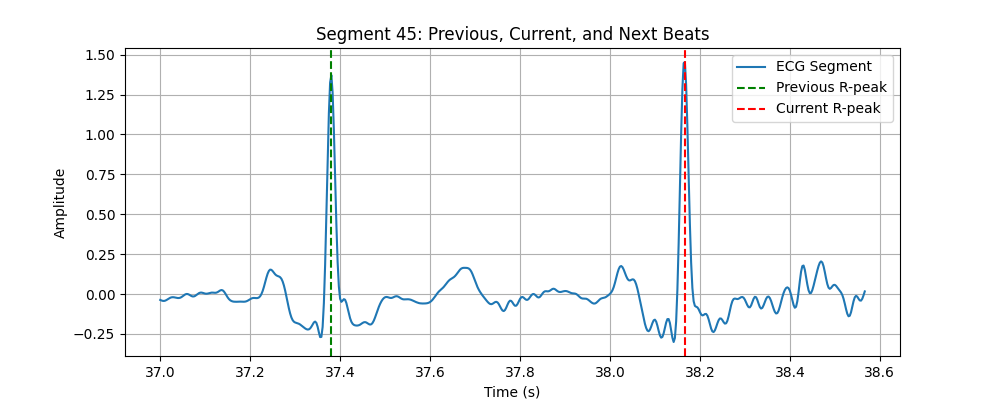 Segment 45: Previous, Current, and Next Beats
1.50
1.25
1.00
0.75
0.50
0.25
0.00
−0.25
Amplitude
ECG Segment
Previous R-peak
Current R-peak
37.0 37.2 37.4 37.6 37.8 38.0 38.2 38.4 38.6
Time (s)